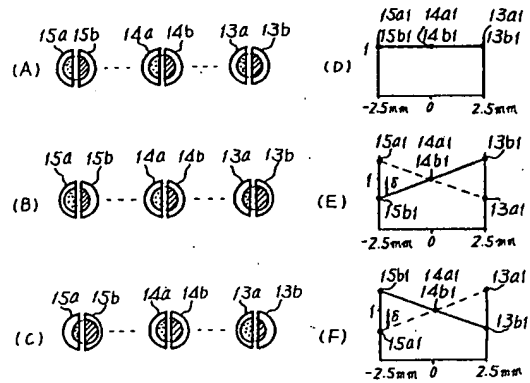 15a 15b 14a 14b 13a 13b
(A)
(D) 15a1 14a1 13a1
1 15b1 14b1 13b1
-2.5mm 0 2.5mm
15a 15b 14a 14b 13a 13b
(B)
(E) 15a1 14a1 13b1
14b1
1 δ
15b1 13a1
-2.5mm 0 2.5mm
15a 15b 14a 14b 13a 13b
(C)
(F) 15b1 14a1 13a1
14b1
1 δ
15a1 13b1
-2.5mm 0 2.5mm